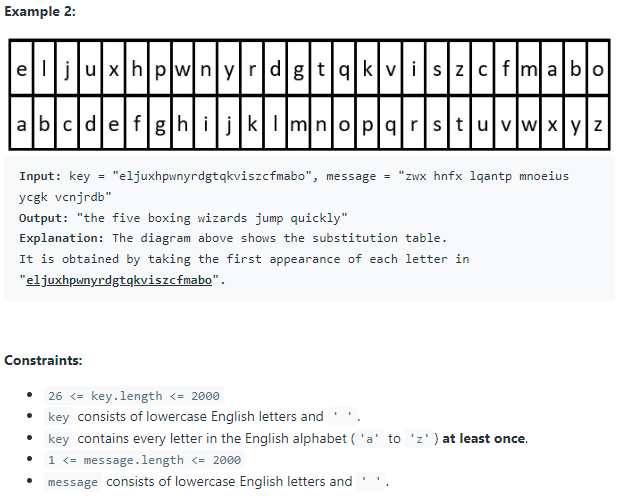 Example 2:
e l j u x h p w n y r d g t q k v i s z c f m a b o
a b c d e f g h i j k l m n o p q r s t u v w x y z
Input: key = "eljuxhpwnyrdgtqkviszcfmabo", message = "zwx hnfx lqantp mnoeius
ycgk vcnjrdb"
Output: "the five boxing wizards jump quickly"
Explanation: The diagram above shows the substitution table.
It is obtained by taking the first appearance of each letter in
"eljuxhpwnyrdgtqkviszcfmabo".
Constraints:
• 26 <= key.length <= 2000
• key consists of lowercase English letters and ' '.
• key contains every letter in the English alphabet ('a' to 'z') at least once.
• 1 <= message.length <= 2000
• message consists of lowercase English letters and ' '.